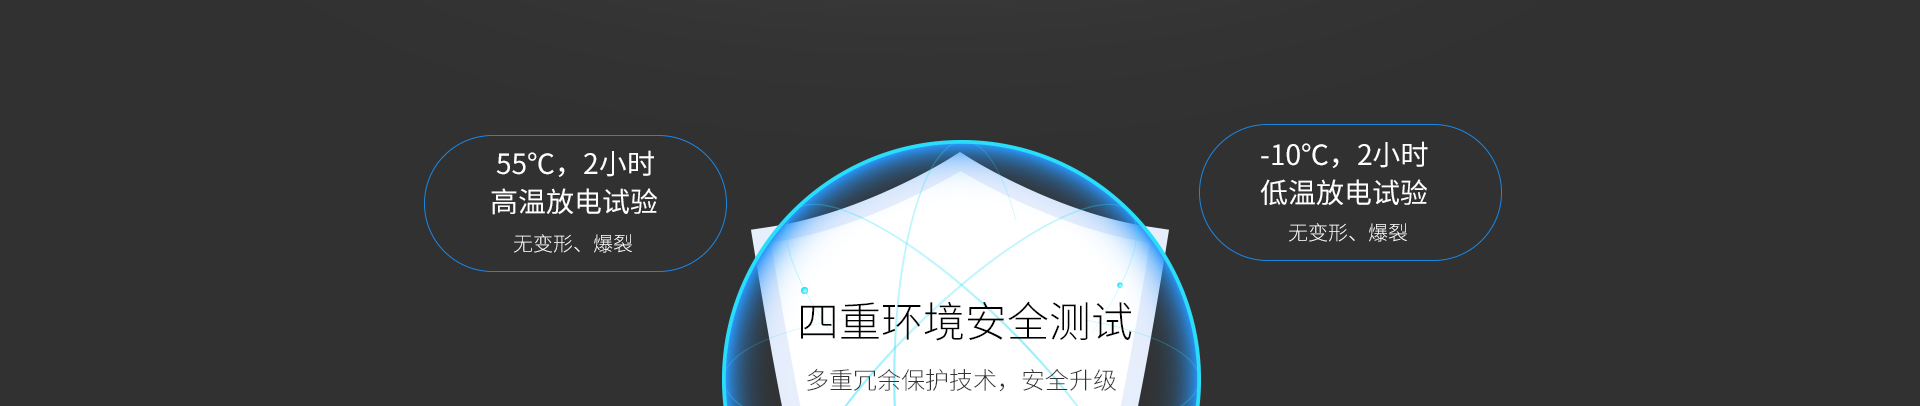 55℃，2小时
高温放电试验
无变形、爆裂
-10℃，2小时
低温放电试验
无变形、爆裂
四重环境安全测试
多重冗余保护技术，安全升级